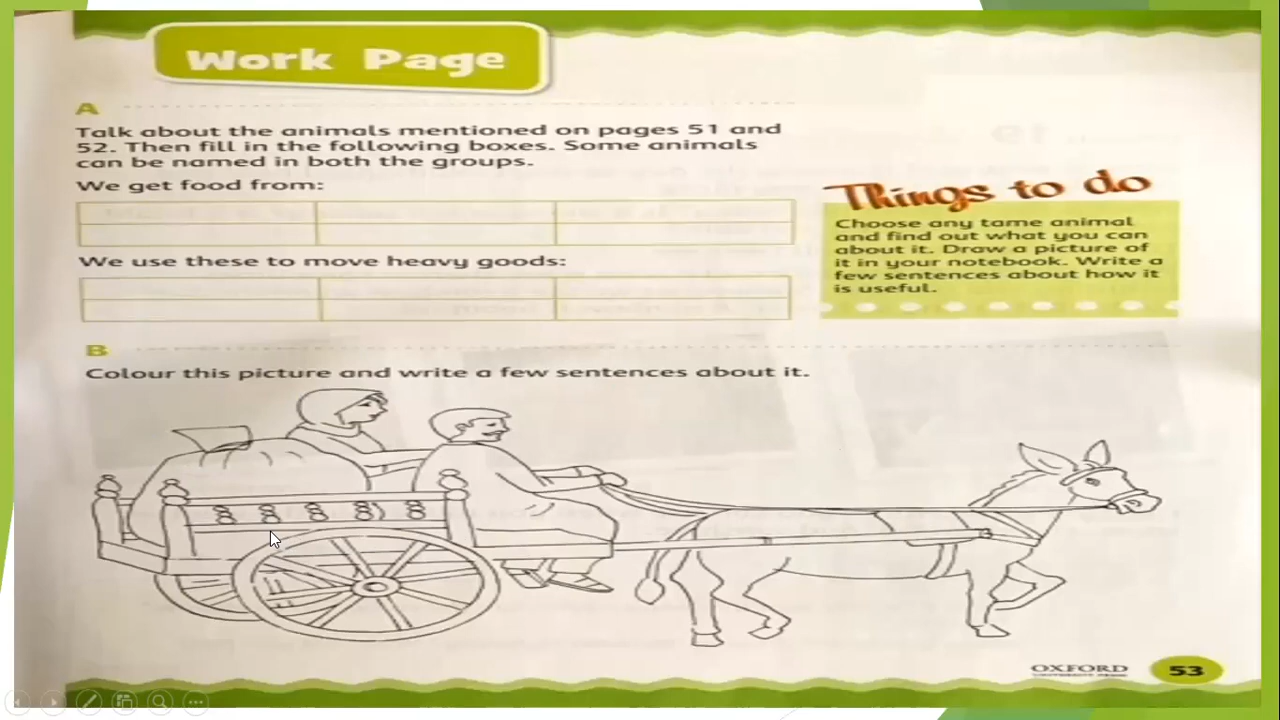 Work Page
A
Talk about the animals mentioned on pages 51 and
52. Then fill in the following boxes. Some animals
can be named in both the groups.
We get food from:
We use these to move heavy goods:
Things to do
Choose any tame animal
and find out what you can
about it. Draw a picture of
it in your notebook. Write a
few sentences about how it
is useful.
B
Colour this picture and write a few sentences about it.
OXFORD
UNIVERSITY PRESS
53